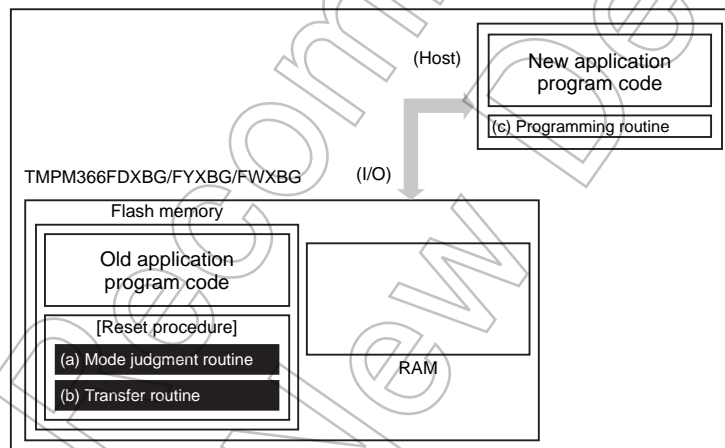 (Host)
New application
program code
(c) Programming routine
TMPM366FDXBG/FYXBG/FWXBG
(I/O)
Flash memory
Old application
program code
[Reset procedure]
(a) Mode judgment routine
(b) Transfer routine
RAM